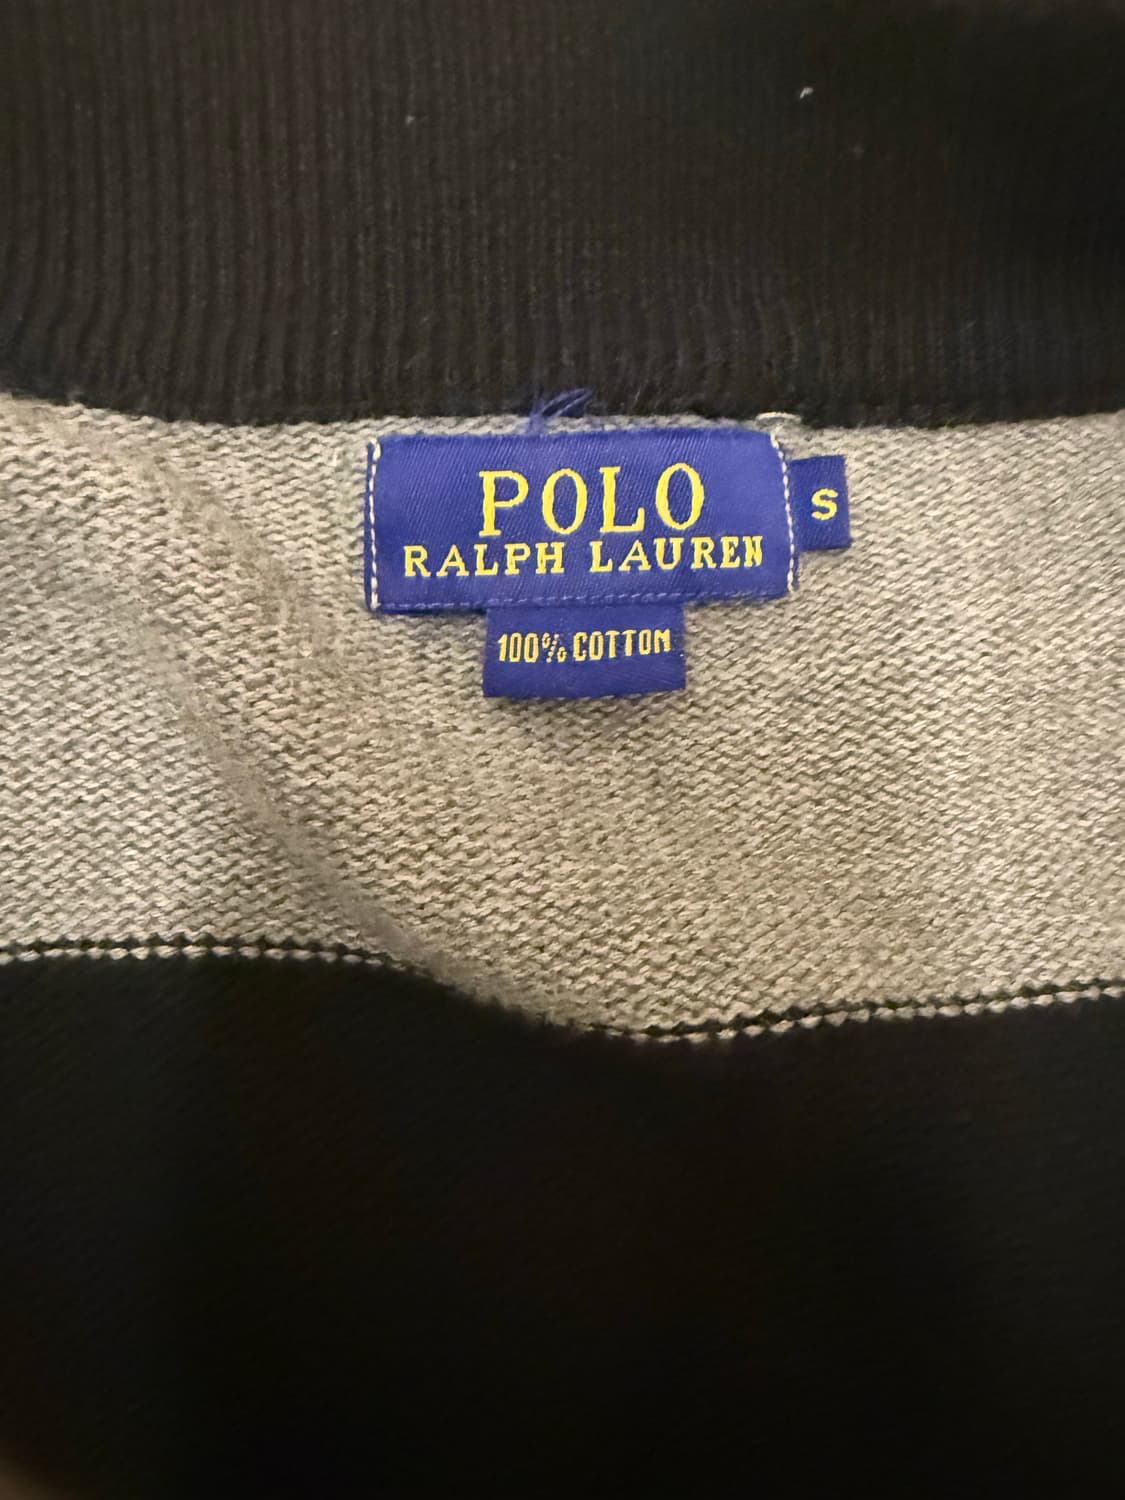 POLO
RALPH LAUREN
S
100% COTTON